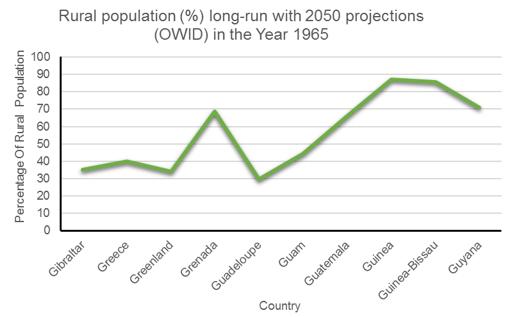 Rural population (%) long-run with 2050 projections
(OWID) in the Year 1965
Percentage Of Rural Population
100
90
80
70
60
50
40
30
20
10
0
Gibraltar
Greece
Greenland
Grenada
Guadeloupe
Guam
Guatemala
Guinea
Guinea-Bissau
Guyana
Country